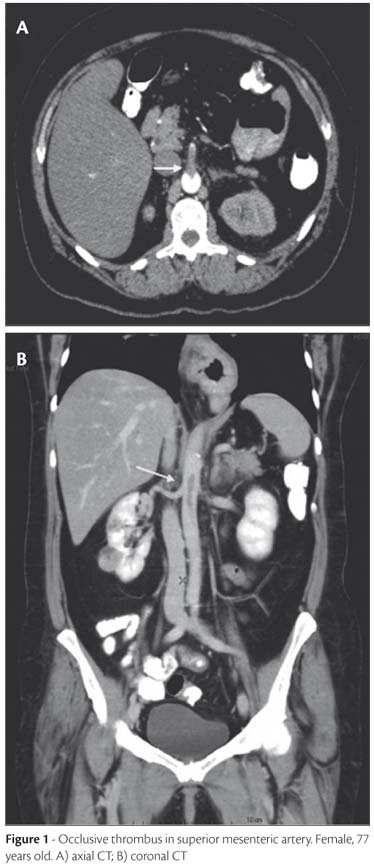 A
B
10 cm
Figure 1 - Occlusive thrombus in superior mesenteric artery. Female, 77
years old. A) axial CT; B) coronal CT